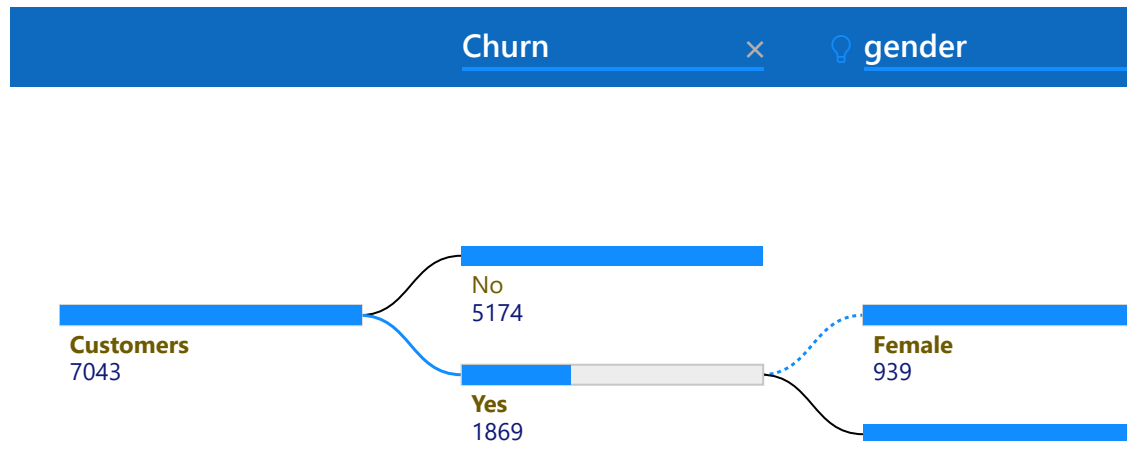 Churn
gender
No
5174
Customers
7043
Yes
1869
Female
939